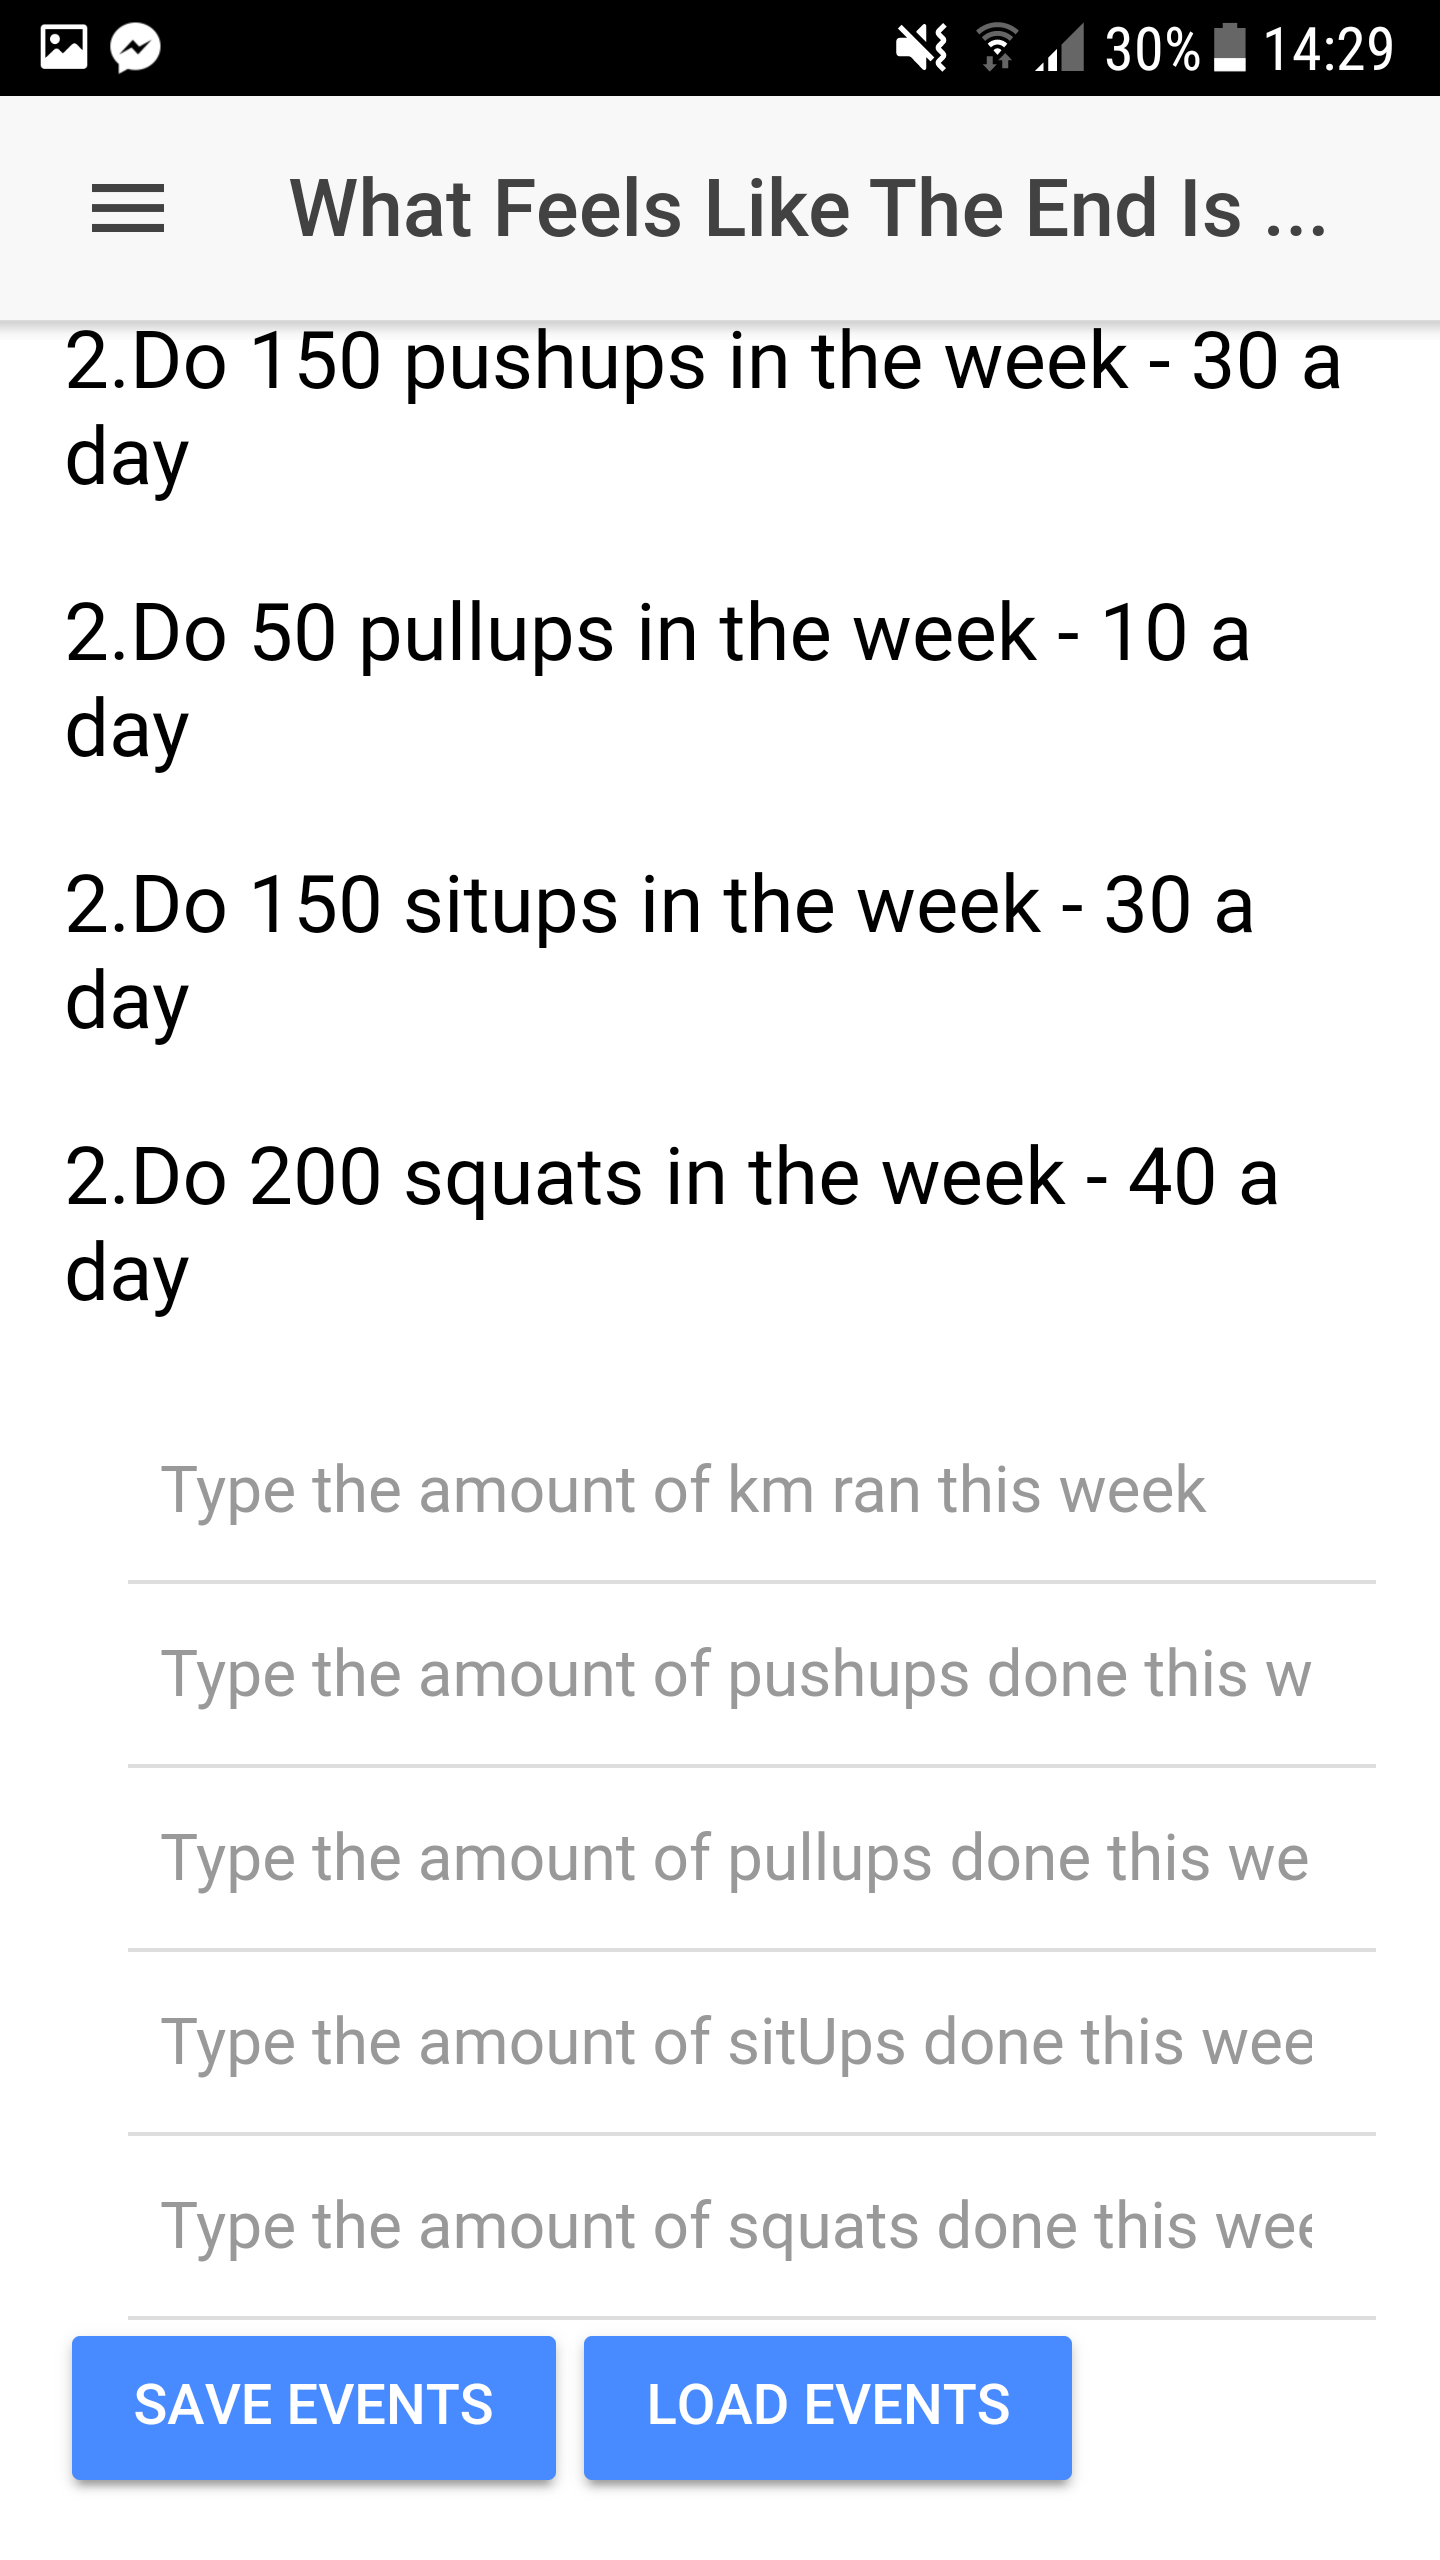 30% 14:29
What Feels Like The End Is ...
2.Do 150 pushups in the week - 30 a
day
2.Do 50 pullups in the week - 10 a
day
2.Do 150 situps in the week - 30 a
day
2.Do 200 squats in the week - 40 a
day
Type the amount of km ran this week
Type the amount of pushups done this w
Type the amount of pullups done this we
Type the amount of sitUps done this wee
Type the amount of squats done this wee
SAVE EVENTS LOAD EVENTS